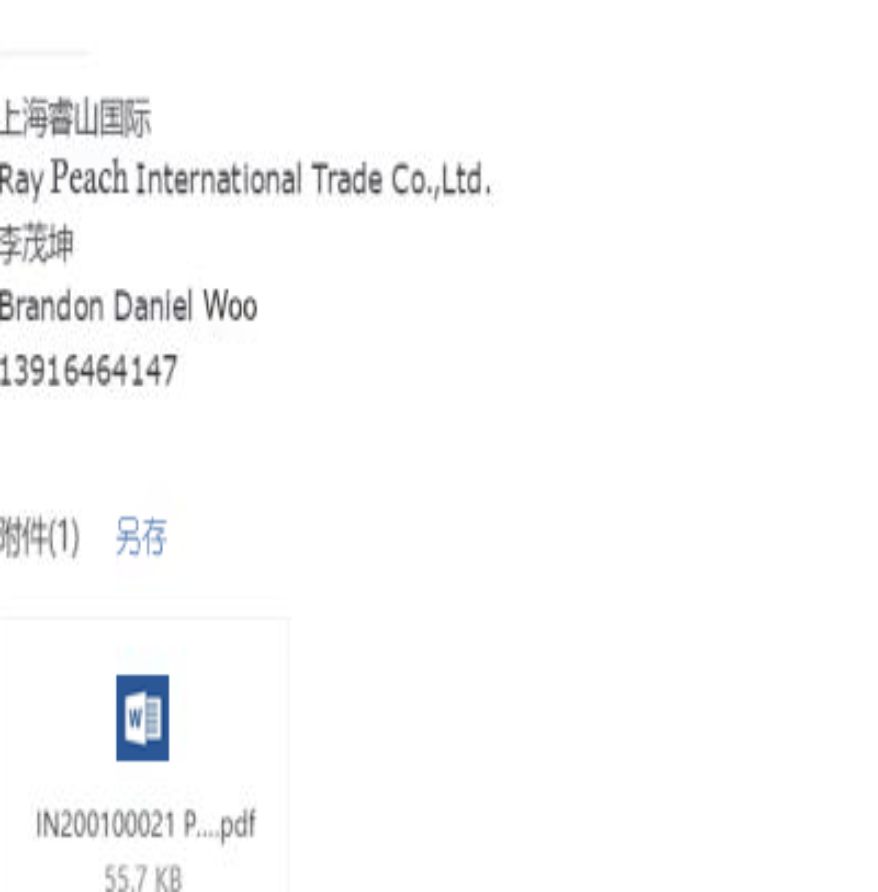 上海睿山国际
Ray Peach International Trade Co.,Ltd.
李茂坤
Brandon Daniel Woo
13916464147
附件(1) 另存
W
IN200100021 P....pdf
55.7 KB